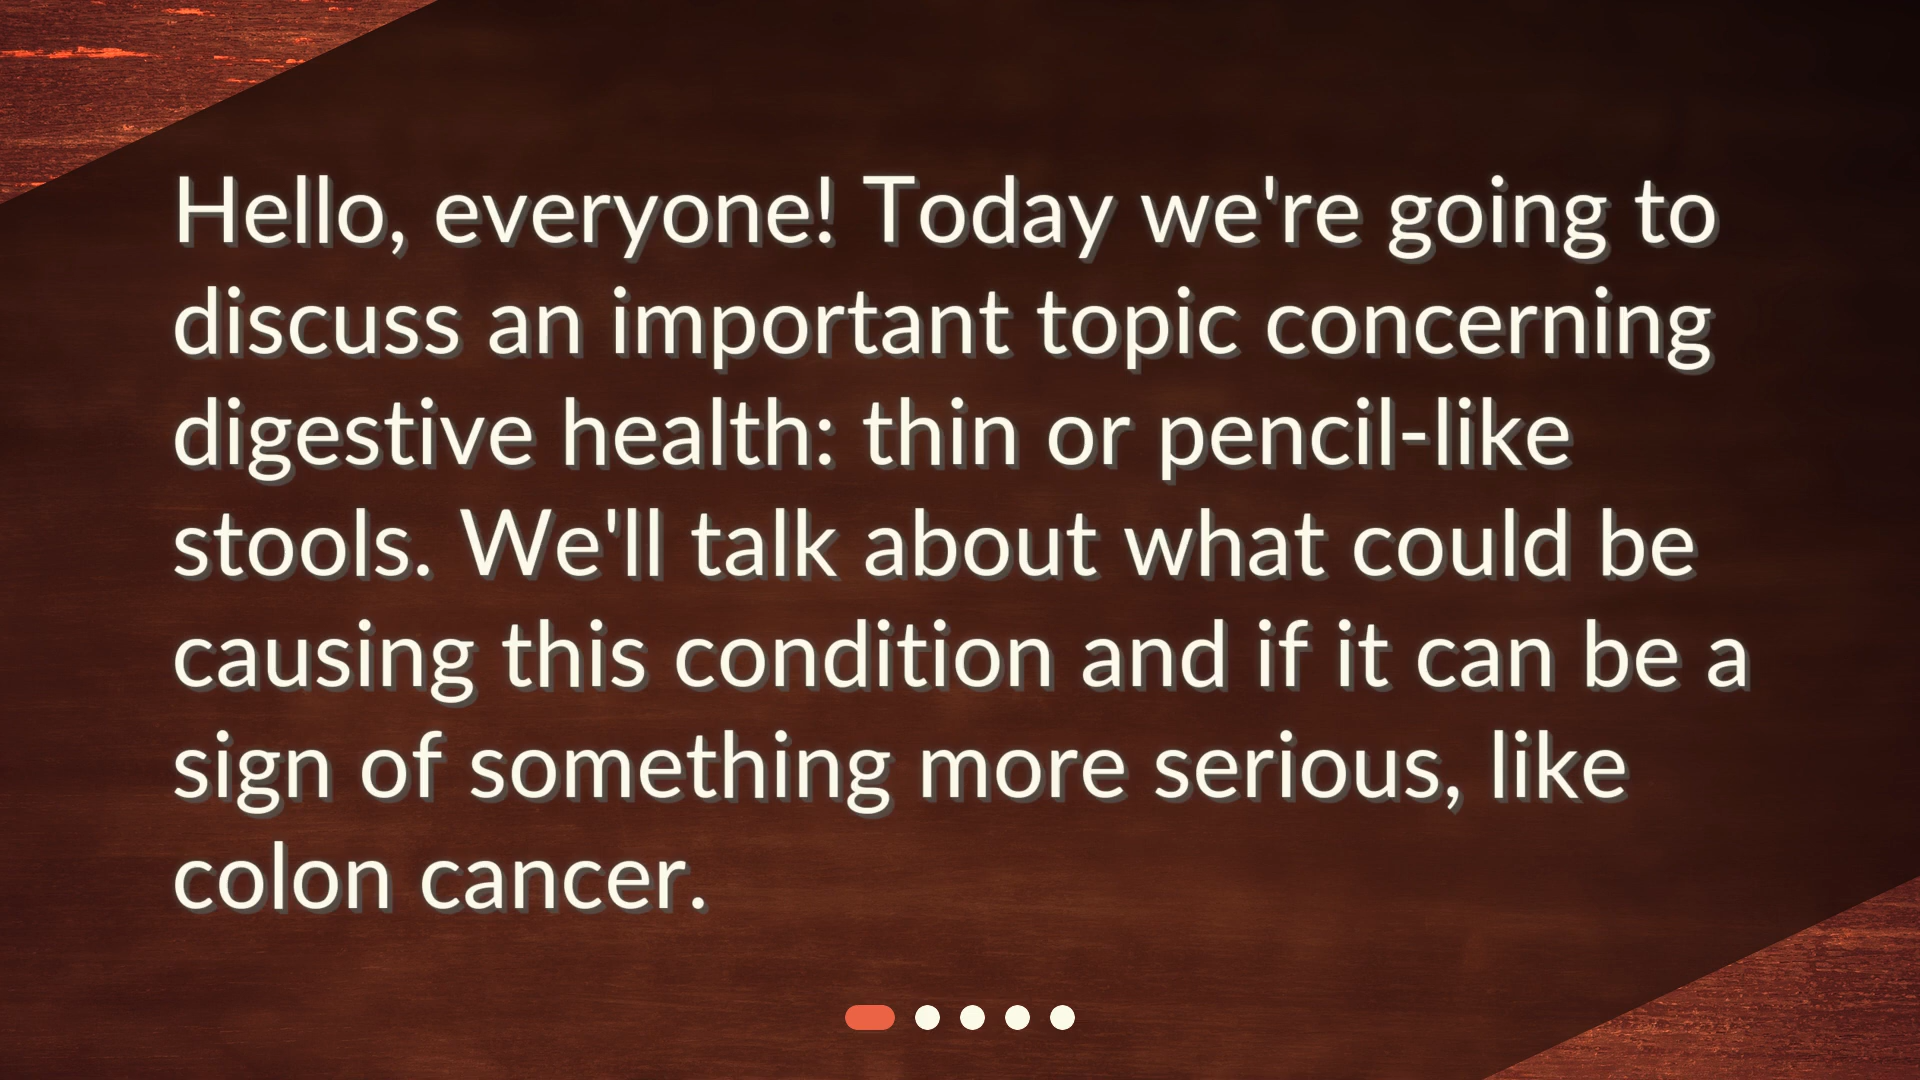 Hello, everyone! Today we're going to
discuss an important topic concerning
digestive health: thin or pencil-like
stools. We'll talk about what could be
causing this condition and if it can be a
sign of something more serious, like
colon cancer.